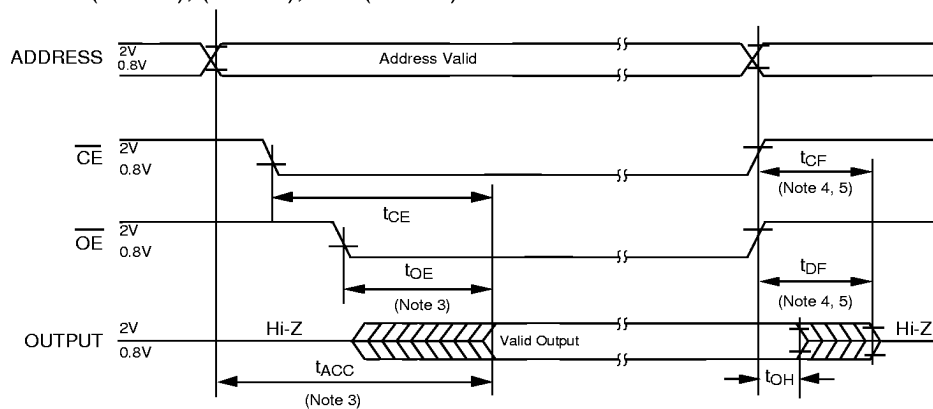 ADDRESS 2V 0.8V Address Valid
CE 2V 0.8V
tCE
tCF
(Note 4, 5)
OE 2V 0.8V
tOE
(Note 3)
tDF
(Note 4, 5)
OUTPUT 2V 0.8V Hi-Z Valid Output Hi-Z
tACC
(Note 3)
tOH